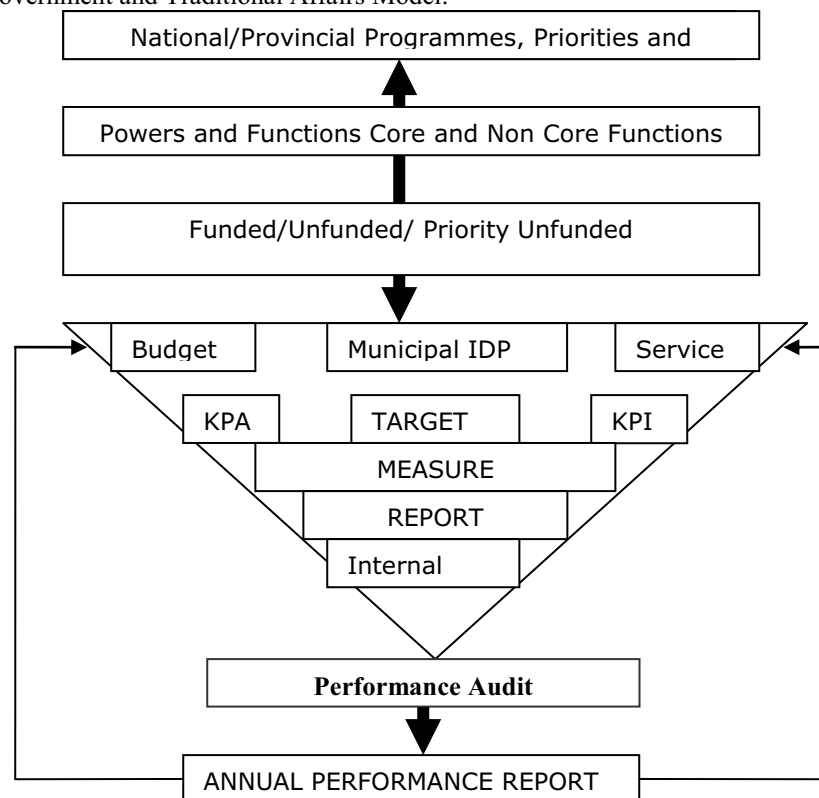 overnment and Traditional Affairs Model.
National/Provincial Programmes, Priorities and
Powers and Functions Core and Non Core Functions
Funded/Unfunded/ Priority Unfunded
Budget Municipal IDP Service
KPA TARGET KPI
MEASURE
REPORT
Internal
Performance Audit
ANNUAL PERFORMANCE REPORT